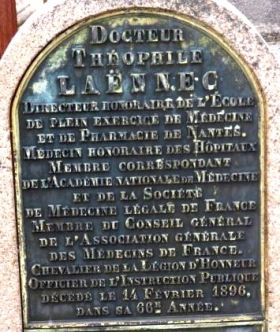 DOCTEUR
THÉOPHILE
LAËNNEC
DIRECTEUR HONORAIRE DE L'ÉCOLE
DE PLEIN EXERCICE DE MÉDECINE
ET DE PHARMACIE DE NANTES.
MÉDECIN HONORAIRE DES HÔPITAUX
MEMBRE CORRESPONDANT
DE L'ACADÉMIE NATIONALE DE MÉDECINE
ET DE LA SOCIÉTÉ
DE MÉDECINE LÉGALE DE FRANCE
MEMBRE DU CONSEIL GÉNÉRAL
DE L'ASSOCIATION GÉNÉRALE
DES MÉDECINS DE FRANCE.
CHEVALIER DE LA LÉGION D'HONNEUR
OFFICIER DE L'INSTRUCTION PUBLIQUE
DÉCÉDÉ LE 14 FÉVRIER 1896,
DANS SA 66E ANNÉE.